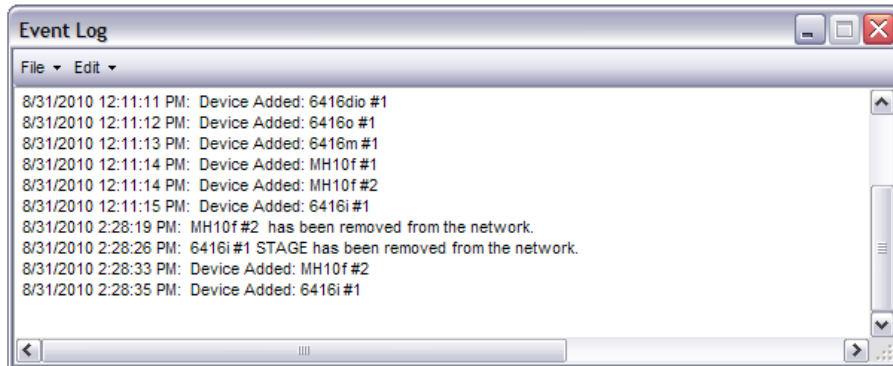 Event Log
File Edit
8/31/2010 12:11:11 PM: Device Added: 6416dio #1
8/31/2010 12:11:12 PM: Device Added: 6416o #1
8/31/2010 12:11:13 PM: Device Added: 6416m #1
8/31/2010 12:11:14 PM: Device Added: MH10f #1
8/31/2010 12:11:14 PM: Device Added: MH10f #2
8/31/2010 12:11:15 PM: Device Added: 6416i #1
8/31/2010 2:28:19 PM: MH10f #2 has been removed from the network.
8/31/2010 2:28:26 PM: 6416i #1 STAGE has been removed from the network.
8/31/2010 2:28:33 PM: Device Added: MH10f #2
8/31/2010 2:28:35 PM: Device Added: 6416i #1